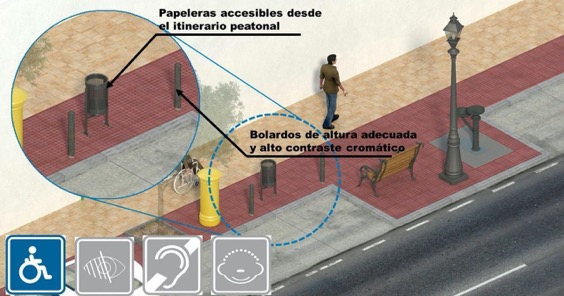 Papeleras accesibles desde
el itinerario peatonal
Bolardos de altura adecuada
y alto contraste cromático